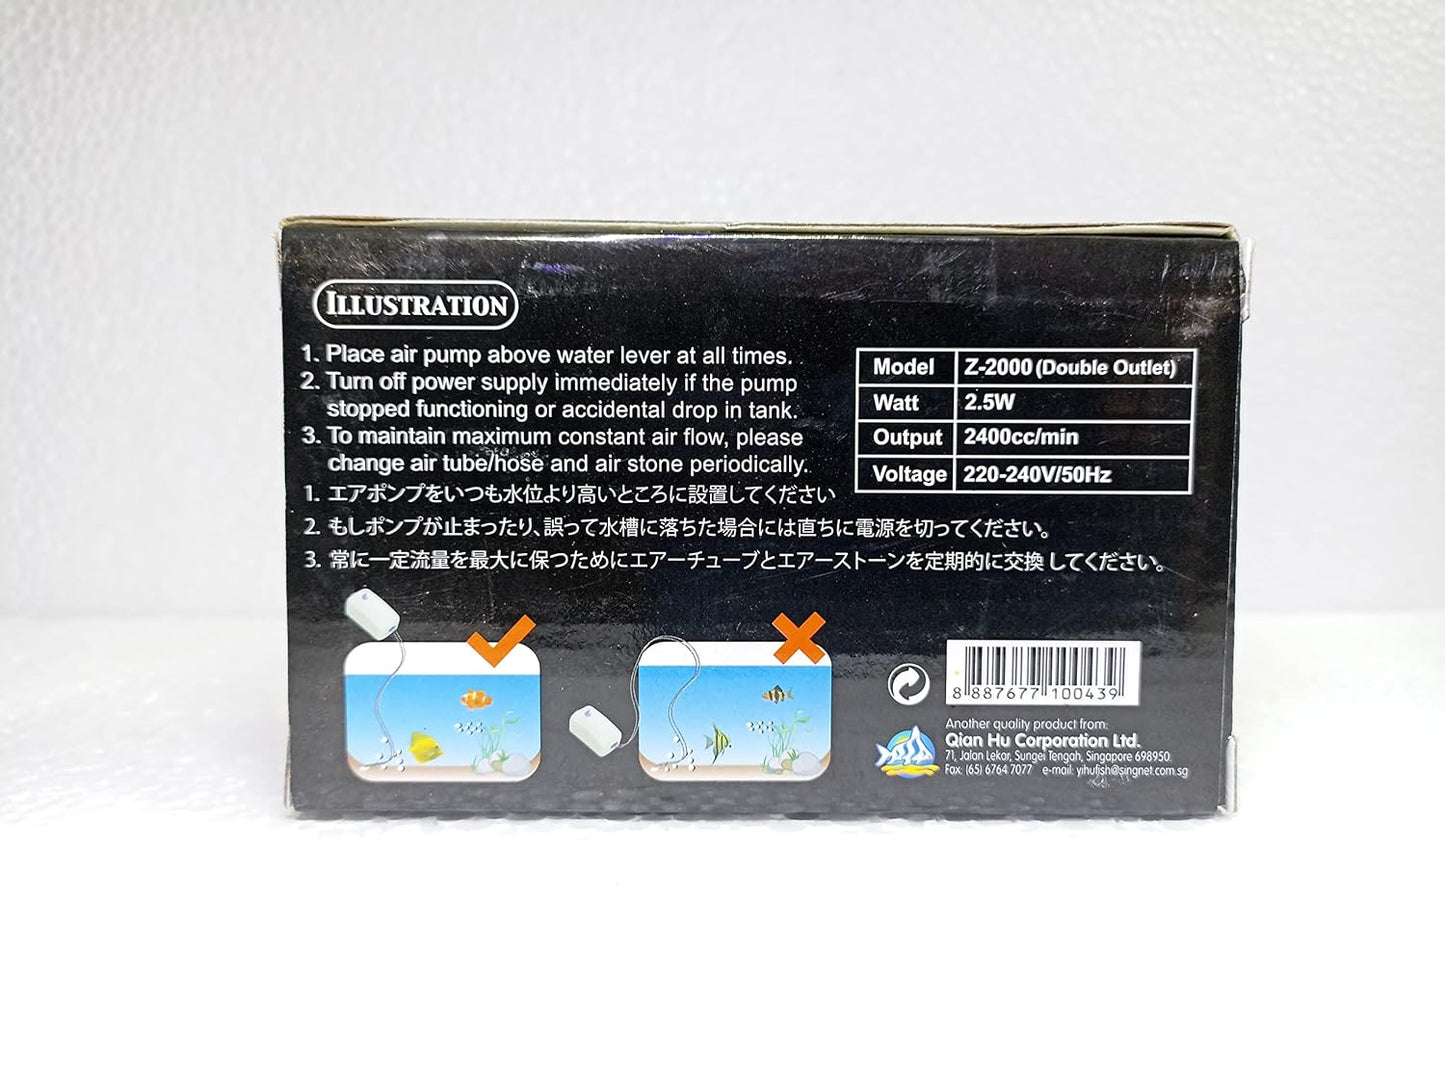 ILLUSTRATION
1. Place air pump above water lever at all times.
2. Turn off power supply immediately if the pump
stopped functioning or accidental drop in tank.
3. To maintain maximum constant air flow, please
change air tube/hose and air stone periodically.
1. エアポンプをいつも水位より高いところに設置してください
2. もしポンプが止まったり、誤って水槽に落ちた場合には直ちに電源を切ってください。
3. 常に一定流量を最大に保つためにエアーチューブとエアーストーンを定期的に交換してください。
Model Z-2000 (Double Outlet)
Watt 2.5W
Output 2400cc/min
Voltage 220-240V/50Hz
8 887677 100439
Another quality product from:
Qian Hu Corporation Ltd.
71, Jalan Lekar, Sungei Tengah, Singapore 698950.
Fax: (65) 6764 7077 e-mail: yihufish@singnet.com.sg